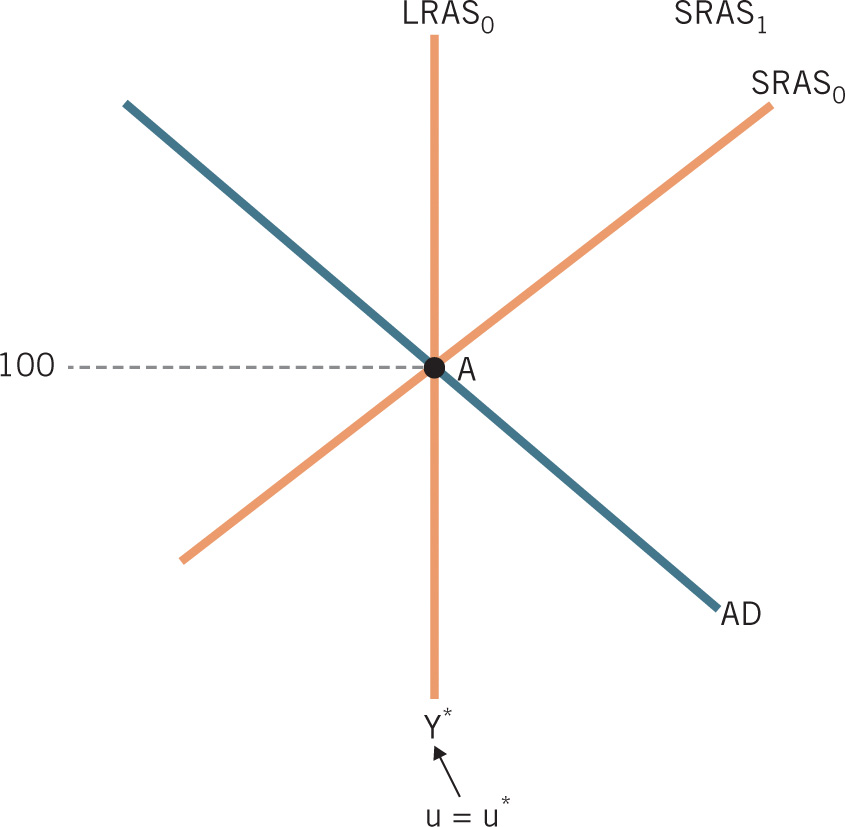 LRAS₀
SRAS₁
SRAS₀
100
A
AD
Y*
u = u*